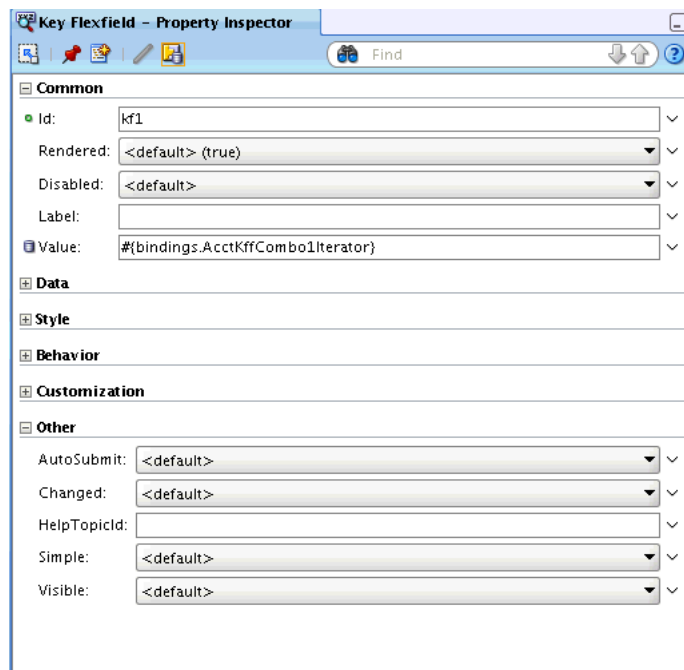 Key Flexfield - Property Inspector
Find
Common
Id: kf1
Rendered: <default> (true)
Disabled: <default>
Label:
Value: #{bindings.AcctKffCombo1Iterator}
Data
Style
Behavior
Customization
Other
AutoSubmit: <default>
Changed: <default>
HelpTopicId:
Simple: <default>
Visible: <default>